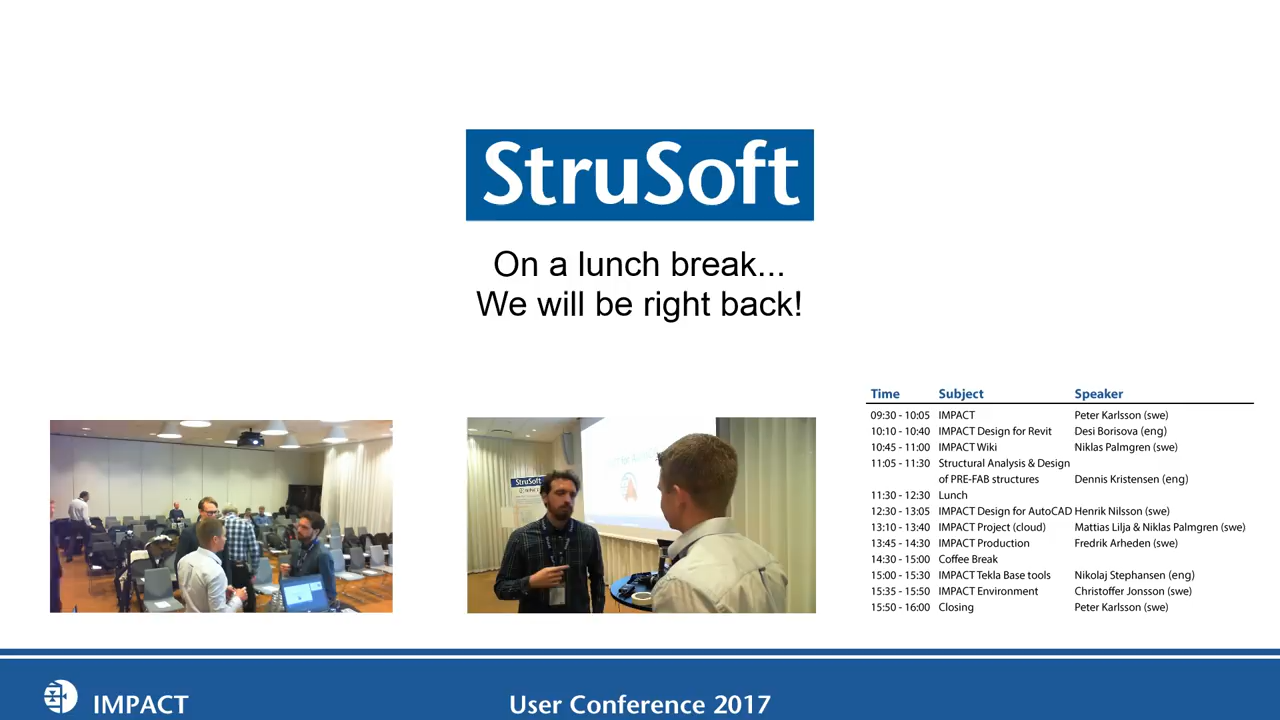 StruSoft
On a lunch break...
We will be right back!
Time Subject Speaker
09:30 - 10:05 IMPACT Peter Karlsson (swe)
10:10 - 10:40 IMPACT Design for Revit Desi Borisova (eng)
10:45 - 11:00 IMPACT Wiki Niklas Palmgren (swe)
11:05 - 11:30 Structural Analysis & Design
of PRE-FAB structures Dennis Kristensen (eng)
11:30 - 12:30 Lunch
12:30 - 13:05 IMPACT Design for AutoCAD Henrik Nilsson (swe)
13:10 - 13:40 IMPACT Project (cloud) Mattias Lilja & Niklas Palmgren (swe)
13:45 - 14:30 IMPACT Production Fredrik Arheden (swe)
14:30 - 15:00 Coffee Break
15:00 - 15:30 IMPACT Tekla Base tools Nikolaj Stephansen (eng)
15:35 - 15:50 IMPACT Environment Christoffer Jonsson (swe)
15:50 - 16:00 Closing Peter Karlsson (swe)
StruSoft
IMPACT
User Conference 2017